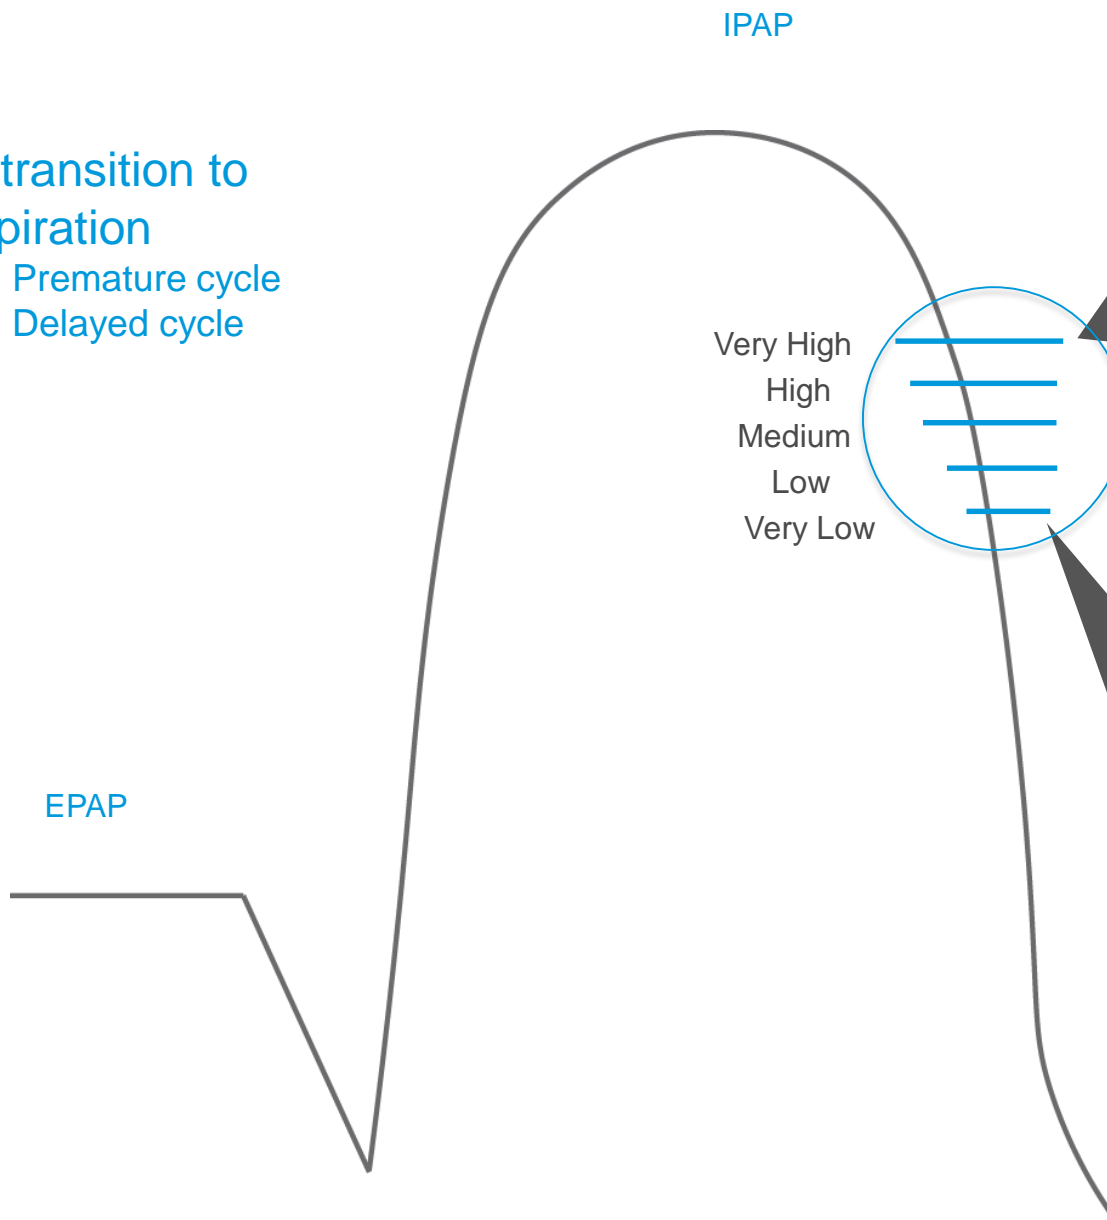 IPAP
transition to
piration
Premature cycle
Delayed cycle
Very High
High
Medium
Low
Very Low
EPAP